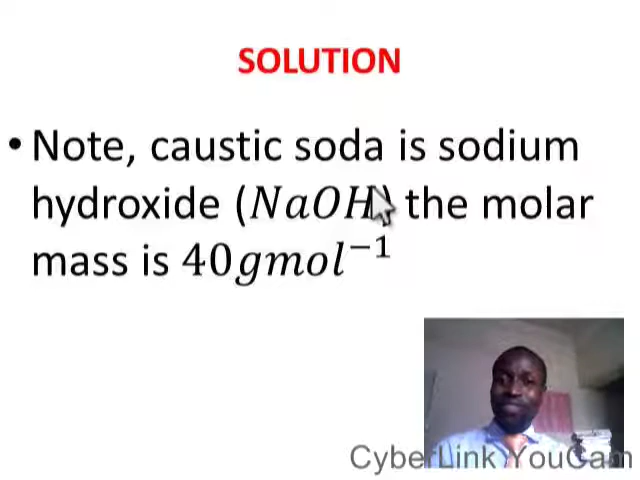 SOLUTION
• Note, caustic soda is sodium
hydroxide (NaOH) the molar
mass is 40gmol⁻¹
CyberLink YouCam